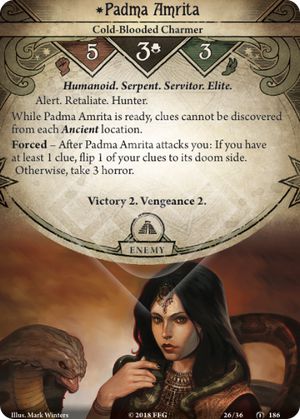 Padma Amrita
Cold-Blooded Charmer
5 3 3
Humanoid. Serpent. Servitor. Elite.
Alert. Retaliate. Hunter.
While Padma Amrita is ready, clues cannot be discovered
from each Ancient location.
Forced – After Padma Amrita attacks you: If you have
at least 1 clue, flip 1 of your clues to its doom side.
Otherwise, take 3 horror.
Victory 2. Vengeance 2.
ENEMY
Illus. Mark Winters © 2018 FFG 26/36 186